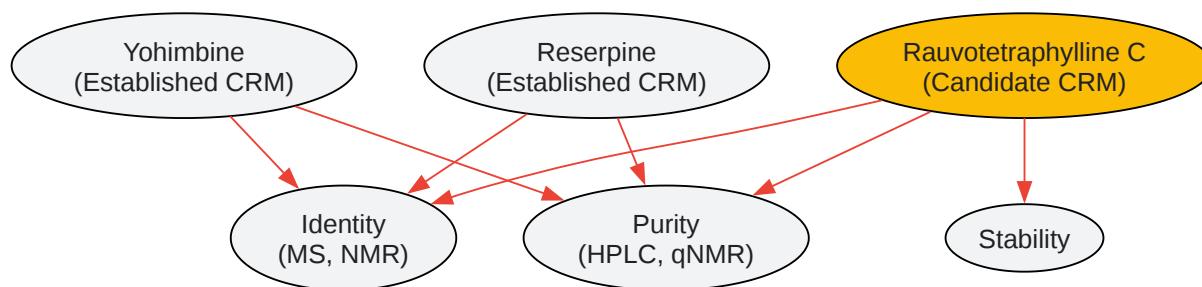 Yohimbine
(Established CRM)
Reserpine
(Established CRM)
Rauvotetraphylline C
(Candidate CRM)
Identity
(MS, NMR)
Purity
(HPLC, qNMR)
Stability